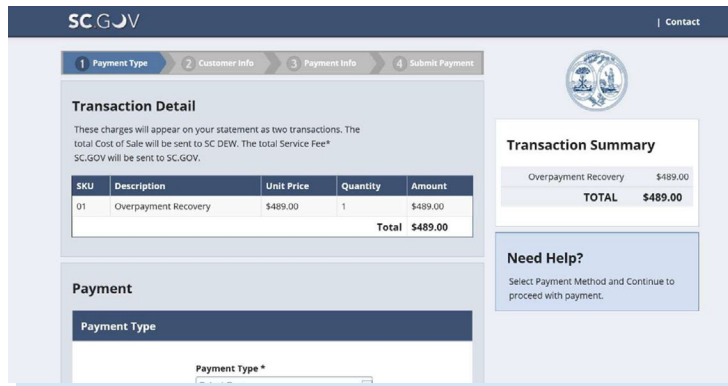 SC.GOV
| Contact
1 Payment Type
2 Customer Info
3 Payment Info
4 Submit Payment
Transaction Detail
These charges will appear on your statement as two transactions. The
total Cost of Sale will be sent to SC DEW. The total Service Fee*
SC.GOV will be sent to SC.GOV.
SKU Description Unit Price Quantity Amount
01 Overpayment Recovery $489.00 1 $489.00
Total $489.00
Payment
Payment Type
Payment Type *
Transaction Summary
Overpayment Recovery $489.00
TOTAL $489.00
Need Help?
Select Payment Method and Continue to
proceed with payment.